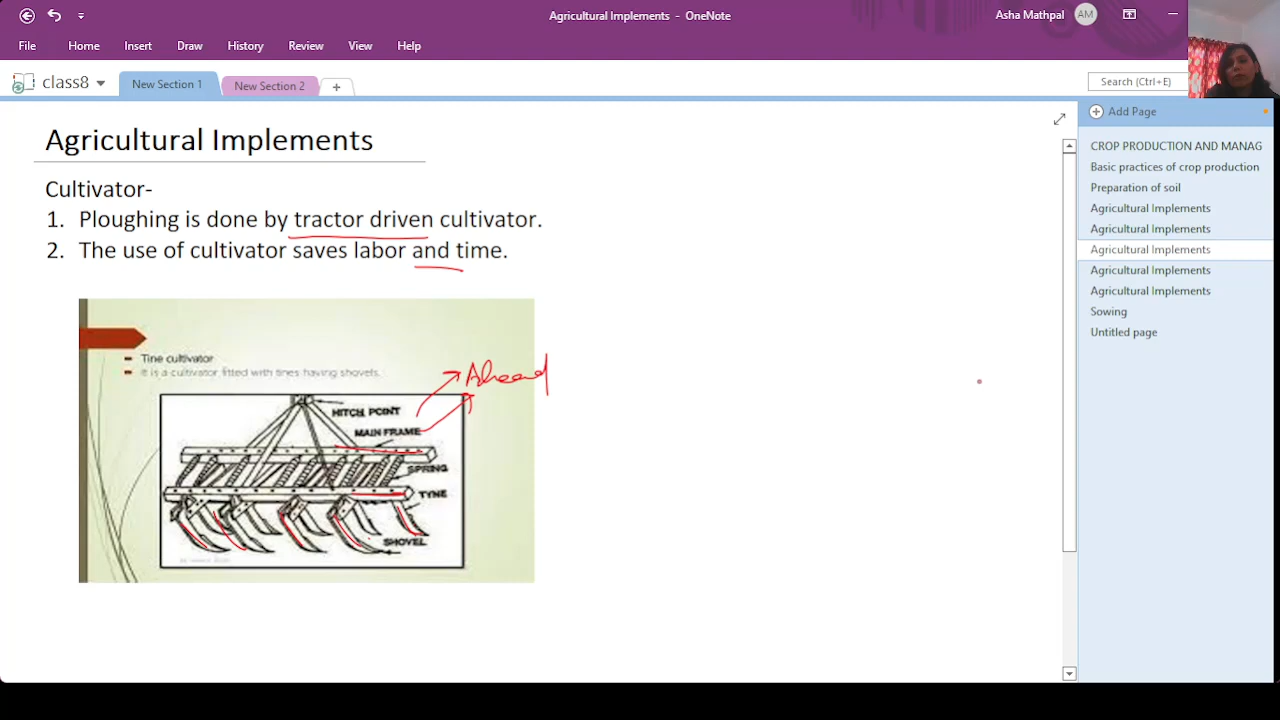 Agricultural Implements - OneNote
Asha Mathpal AM
File Home Insert Draw History Review View Help
class8 New Section 1 New Section 2 +
Search (Ctrl+E)
Add Page
Agricultural Implements
Cultivator-
1. Ploughing is done by tractor driven cultivator.
2. The use of cultivator saves labor and time.
Tine cultivator
It is a cultivator fitted with tines having shovels.
HITCH POINT
MAIN FRAME
SPRING
TYNE
SHOVEL
CROP PRODUCTION AND MANAG
Basic practices of crop production
Preparation of soil
Agricultural Implements
Agricultural Implements
Agricultural Implements
Agricultural Implements
Agricultural Implements
Sowing
Untitled page